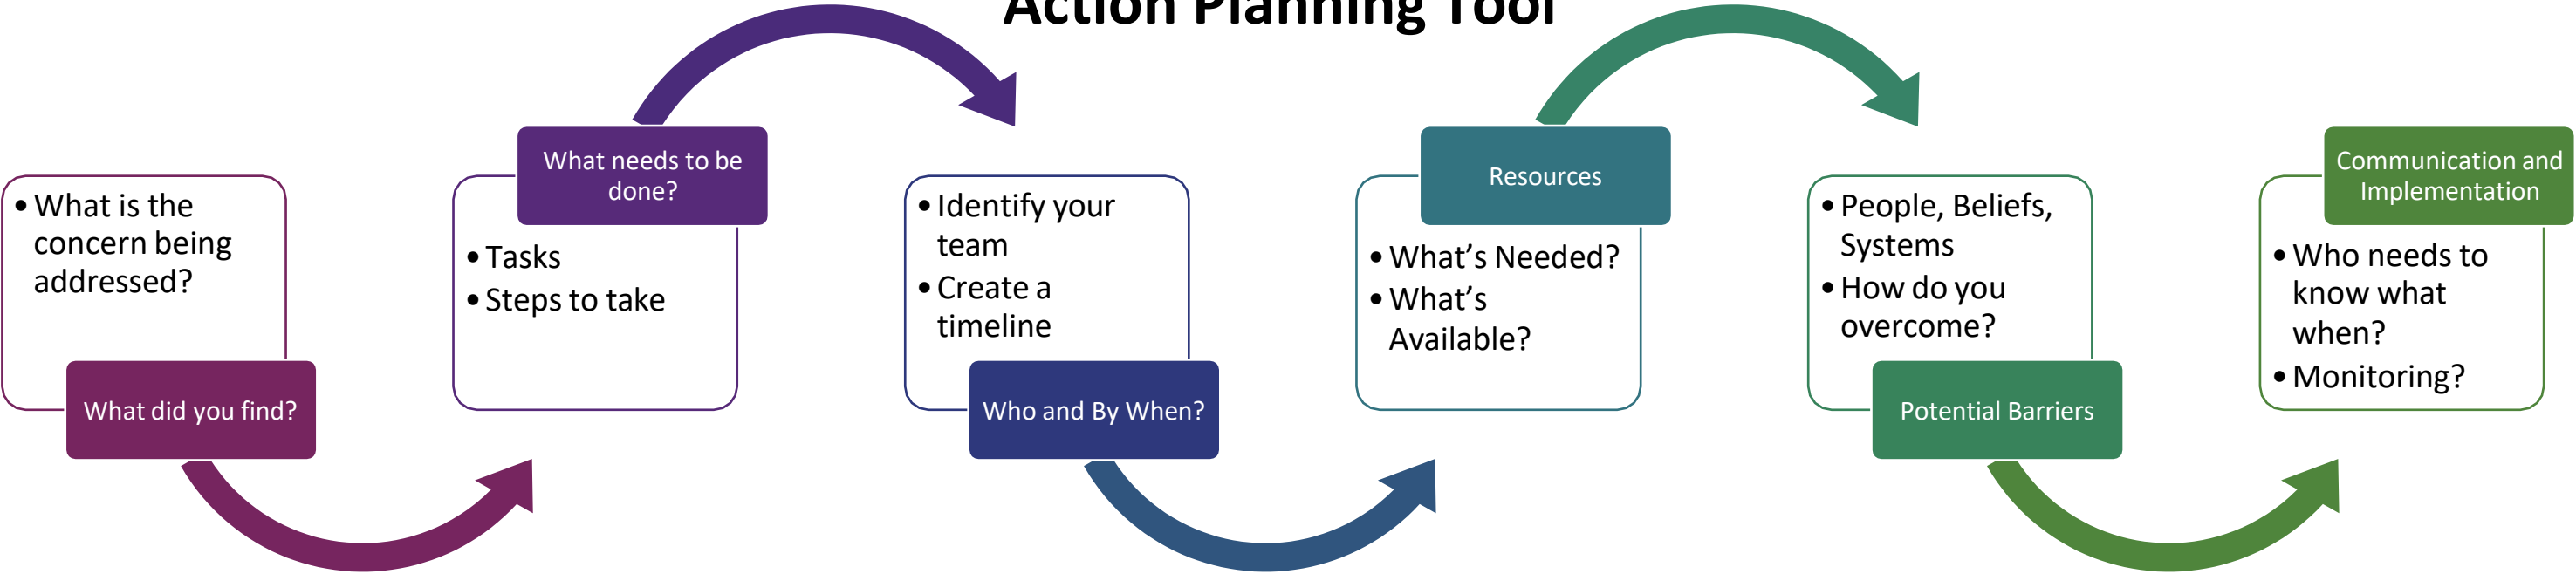 Action Planning Tool
• What is the
concern being
addressed?
What did you find?
What needs to be
done?
• Tasks
• Steps to take
• Identify your
team
• Create a
timeline
Who and By When?
Resources
• What's Needed?
• What's
Available?
• People, Beliefs,
Systems
• How do you
overcome?
Potential Barriers
Communication and
Implementation
• Who needs to
know what
when?
• Monitoring?